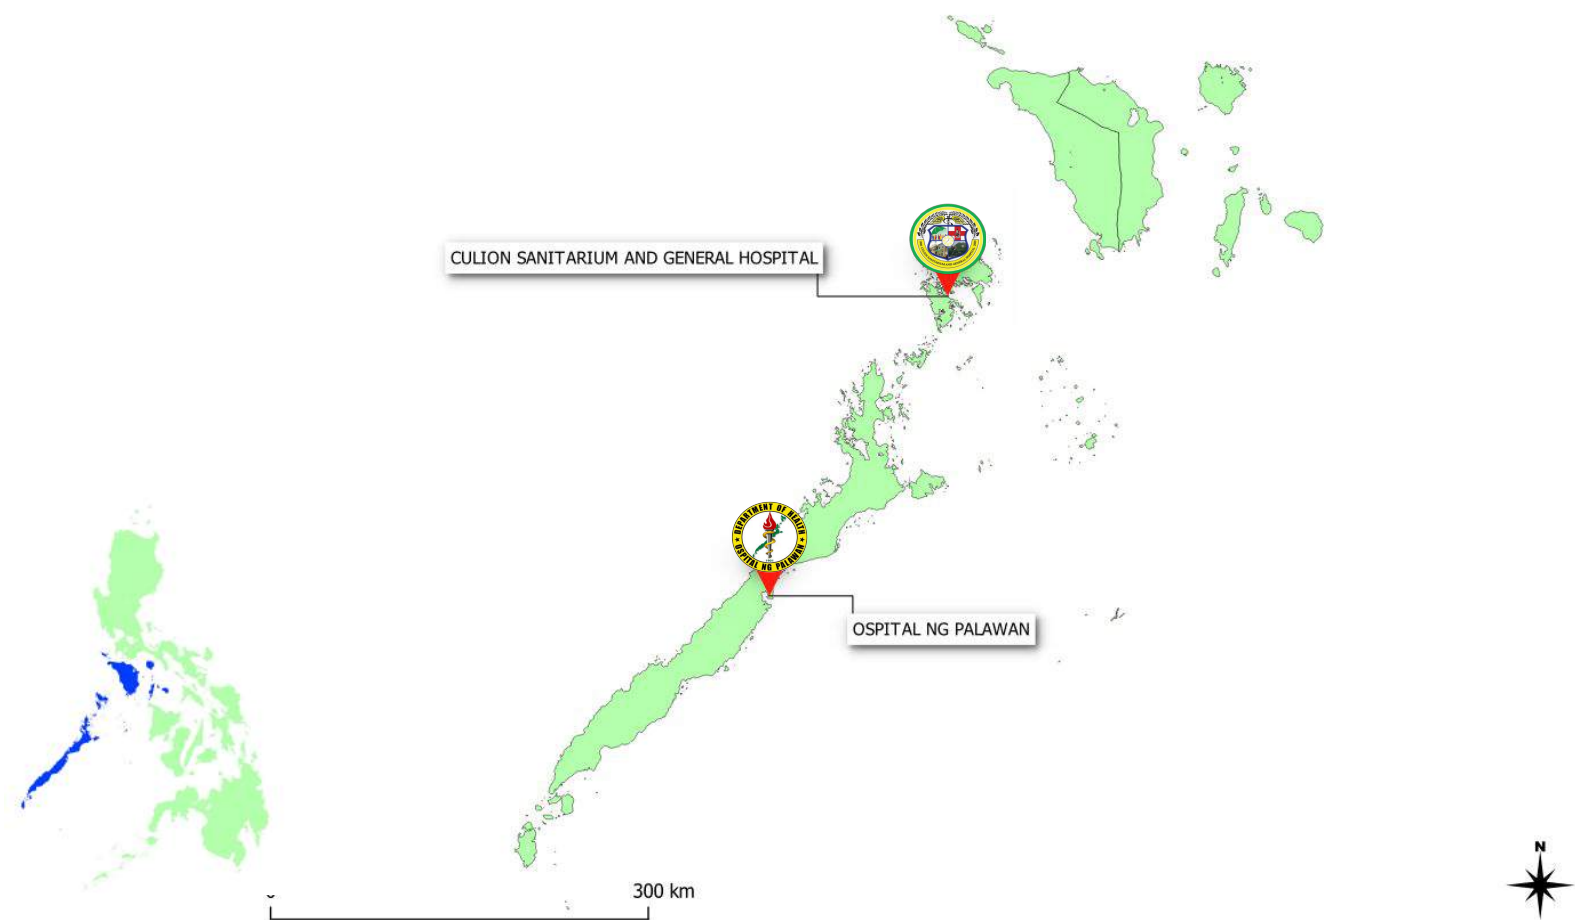 CULION SANITARIUM AND GENERAL HOSPITAL
DEPARTMENT OF HEALTH
OSPITAL NG PALAWAN
OSPITAL NG PALAWAN
N
300 km